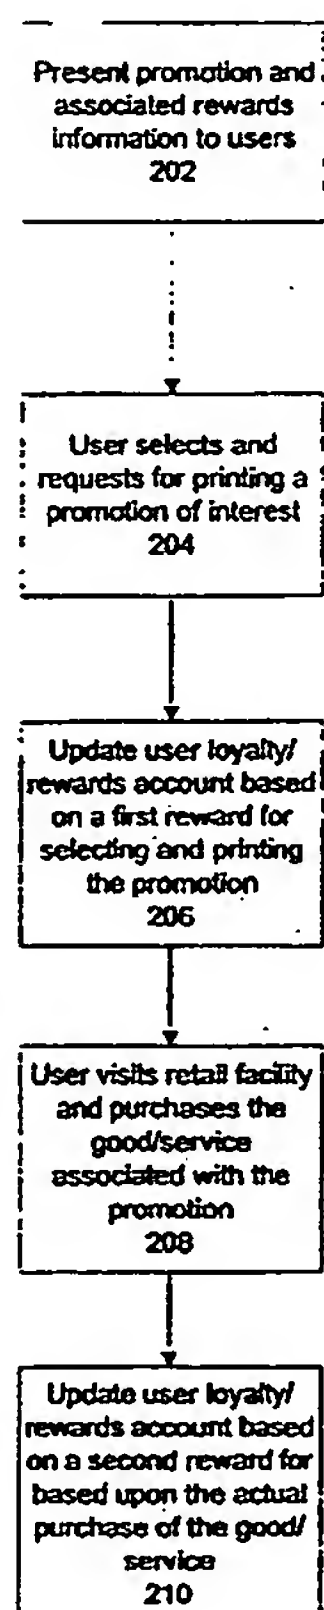 Present promotion and
associated rewards
information to users
202
User selects and
requests for printing a
promotion of interest
204
Update user loyalty/
rewards account based
on a first reward for
selecting and printing
the promotion
206
User visits retail facility
and purchases the
good/service
associated with the
promotion
208
Update user loyalty/
rewards account based
on a second reward for
based upon the actual
purchase of the good/
service
210